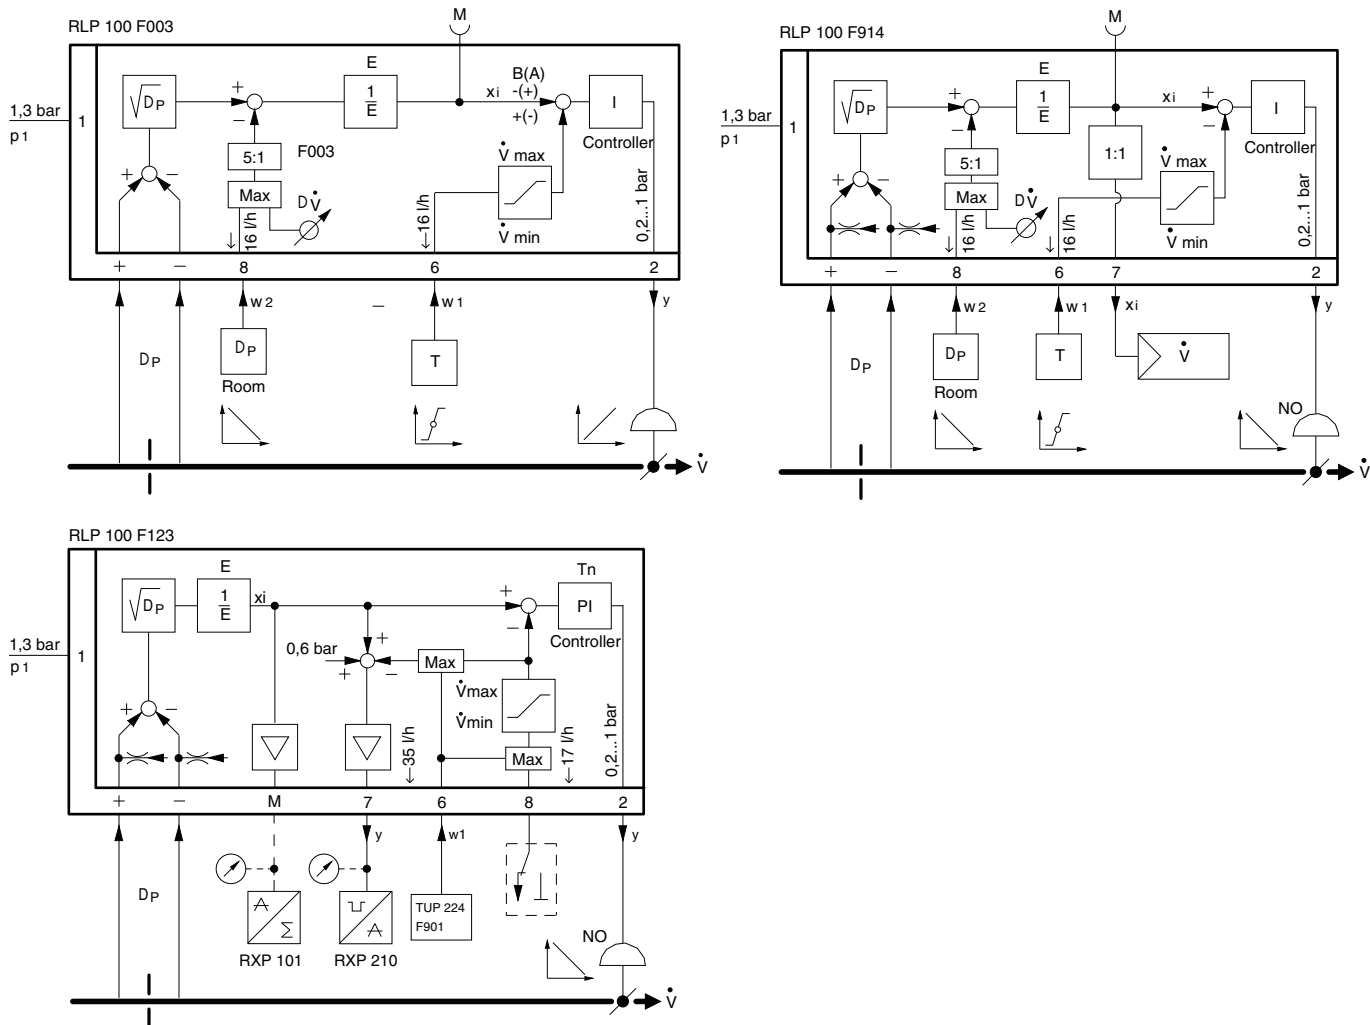 RLP 100 F003
M
1,3 bar
p1
1
√DP
+
−
E
1
E
xi
B(A)
-(+)
+(-)
I
Controller
5:1
F003
Max
DV̇
16 l/h
+
−
V̇ max
V̇ min
16 l/h
0,2...1 bar
+
−
8
6
2
w2
−
w1
y
DP
DP
Room
T
V̇
RLP 100 F914
M
1,3 bar
p1
1
√DP
+
−
E
1
E
xi
+
−
I
Controller
5:1
1:1
Max
DV̇
16 l/h
+
−
V̇ max
V̇ min
16 l/h
0,2...1 bar
+
−
8
6
7
2
w2
w1
xi
y
DP
DP
Room
T
V̇
NO
V̇
RLP 100 F123
1,3 bar
p1
1
√DP
E
1
E
xi
+
−
Tn
PI
Controller
0,6 bar
+
+
−
Max
V̇max
V̇min
+
−
35 l/h
Max
17 l/h
0,2...1 bar
+
−
M
7
6
8
2
y
w1
y
DP
A
Σ
A
TUP 224
F901
RXP 101
RXP 210
NO
V̇